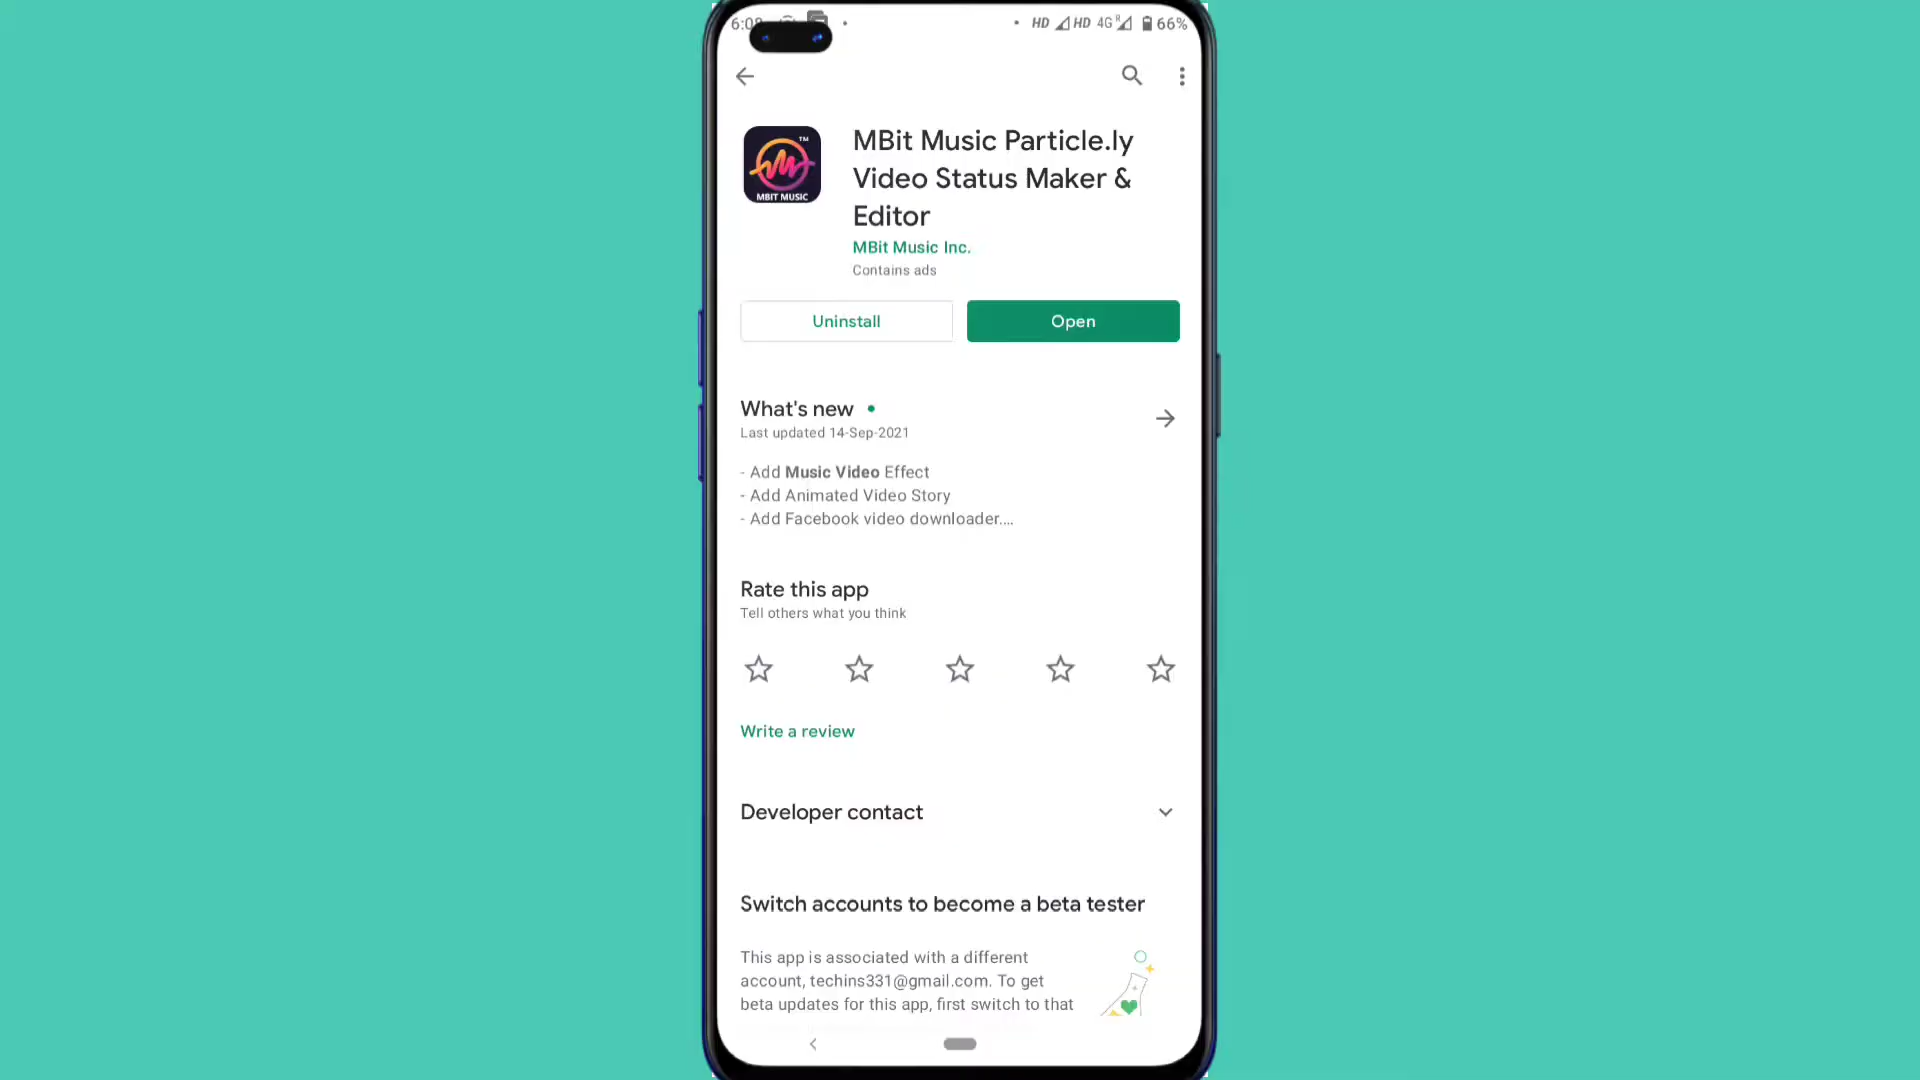 HD HD 4G R 66%
TM
MBIT MUSIC
MBit Music Particle.ly
Video Status Maker &
Editor
MBit Music Inc.
Contains ads
Uninstall Open
What's new
Last updated 14-Sep-2021
- Add Music Video Effect
- Add Animated Video Story
- Add Facebook video downloader....
Rate this app
Tell others what you think
Write a review
Developer contact
Switch accounts to become a beta tester
This app is associated with a different
account, techins331@gmail.com. To get
beta updates for this app, first switch to that